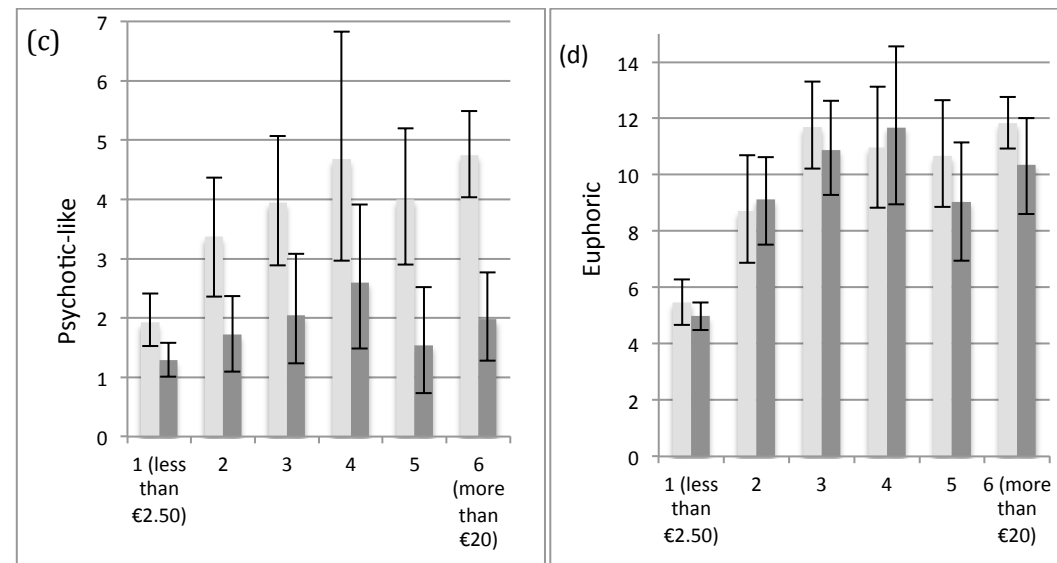 (c)
Psychotic-like
7
6
5
4
3
2
1
0
1 (less
than
€2.50)
2
3
4
5
6
(more
than
€20)
(d)
Euphoric
14
12
10
8
6
4
2
0
1 (less
than
€2.50)
2
3
4
5
6 (more
than
€20)